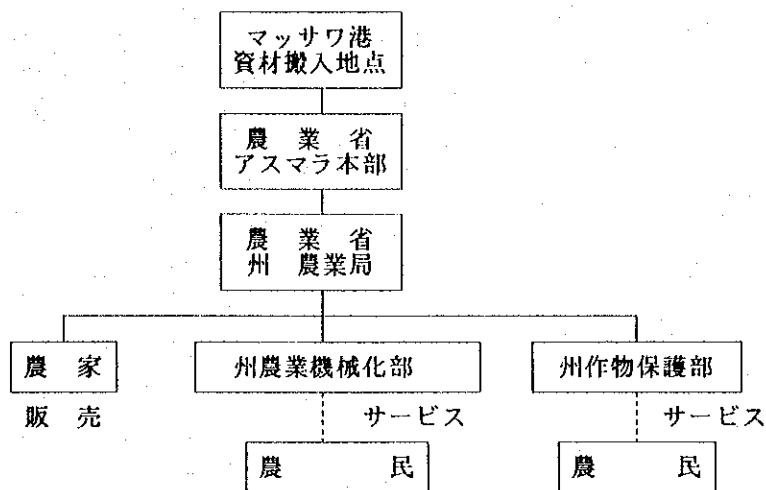 マッサワ港
資材搬入地点
農業省
アスマラ本部
農業省
州 農業局
農家
州農業機械化部
州作物保護部
販売
サービス
サービス
農民
農民